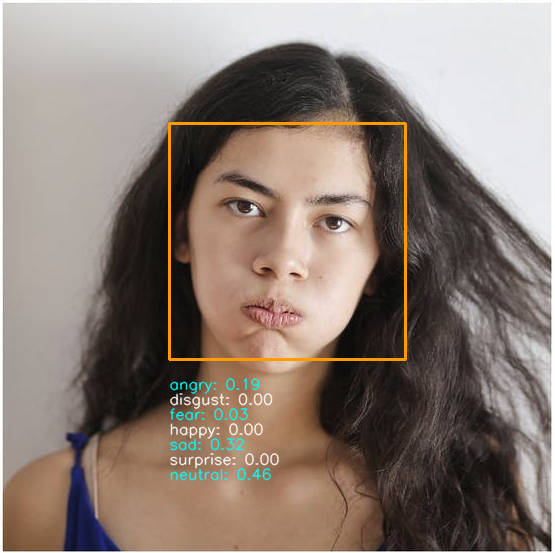 angry: 0.19
disgust: 0.00
fear: 0.03
happy: 0.00
sad: 0.32
surprise: 0.00
neutral: 0.46